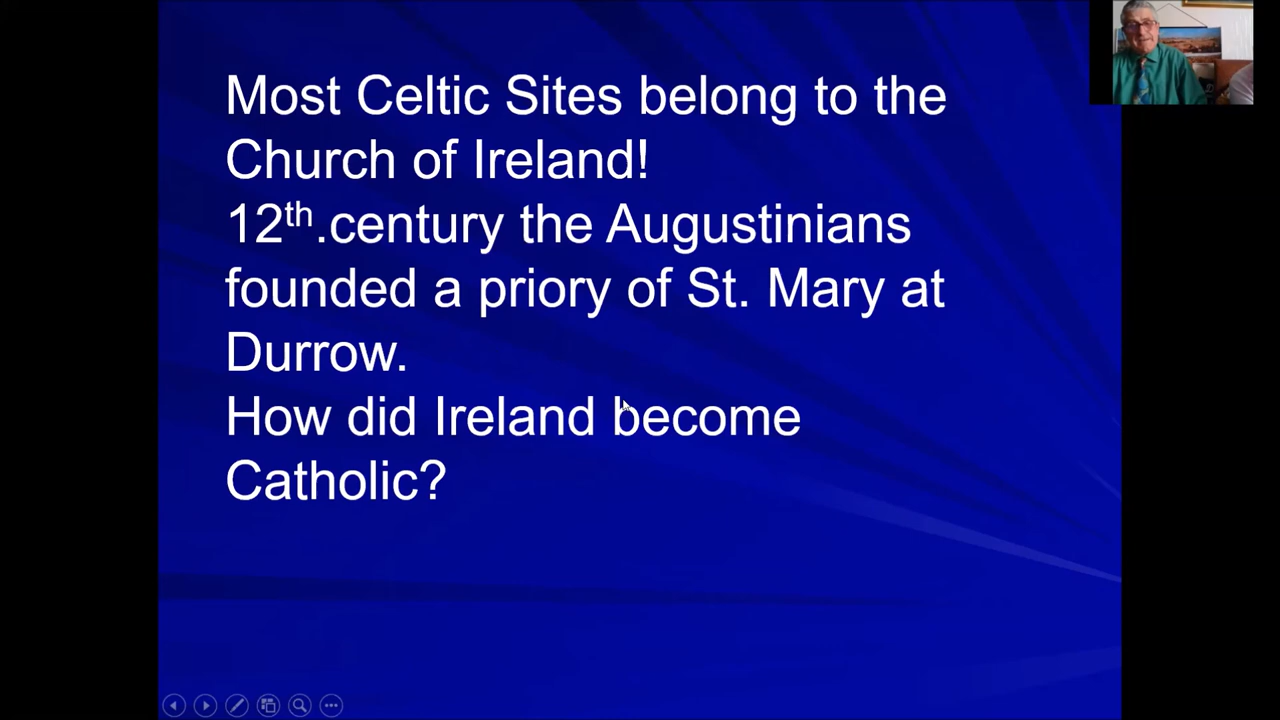 Most Celtic Sites belong to the
Church of Ireland!
12th.century the Augustinians
founded a priory of St. Mary at
Durrow.
How did Ireland become
Catholic?